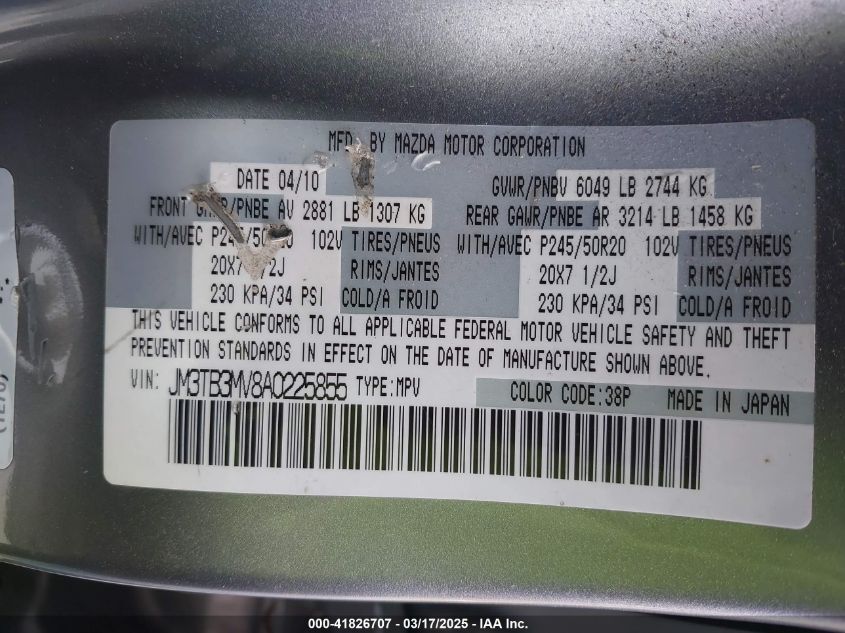 MFD. BY MAZDA MOTOR CORPORATION
DATE 04/10 GVWR/PNBV 6049 LB 2744 KG
FRONT GAWR/PNBE AV 2881 LB 1307 KG REAR GAWR/PNBE AR 3214 LB 1458 KG
WITH/AVEC P245/50R20 102V TIRES/PNEUS WITH/AVEC P245/50R20 102V TIRES/PNEUS
20X7 1/2J RIMS/JANTES 20X7 1/2J RIMS/JANTES
230 KPA/34 PSI COLD/A FROID 230 KPA/34 PSI COLD/A FROID
THIS VEHICLE CONFORMS TO ALL APPLICABLE FEDERAL MOTOR VEHICLE SAFETY AND THEFT
PREVENTION STANDARDS IN EFFECT ON THE DATE OF MANUFACTURE SHOWN ABOVE.
VIN: JM3TB3MV8A0225855 TYPE:MPV COLOR CODE:38P MADE IN JAPAN
000-41826707 - 03/17/2025 - IAA Inc.